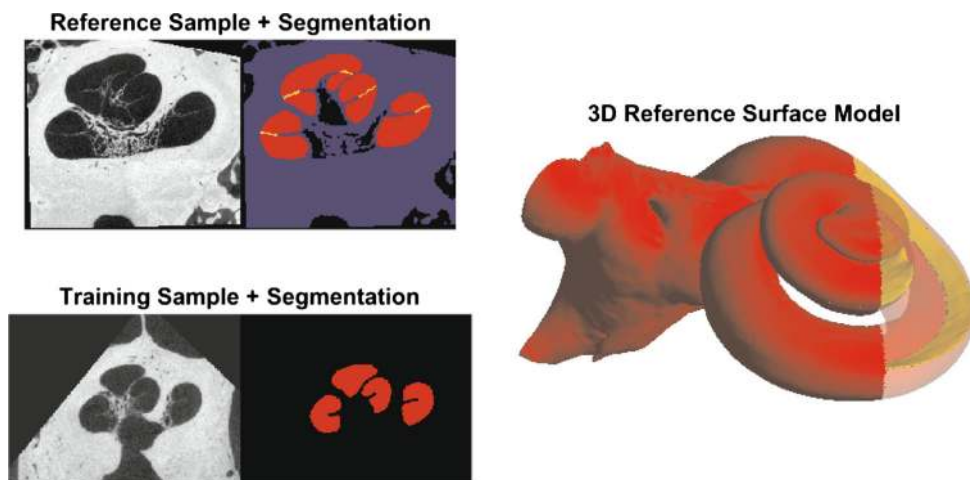 Reference Sample + Segmentation
3D Reference Surface Model
Training Sample + Segmentation